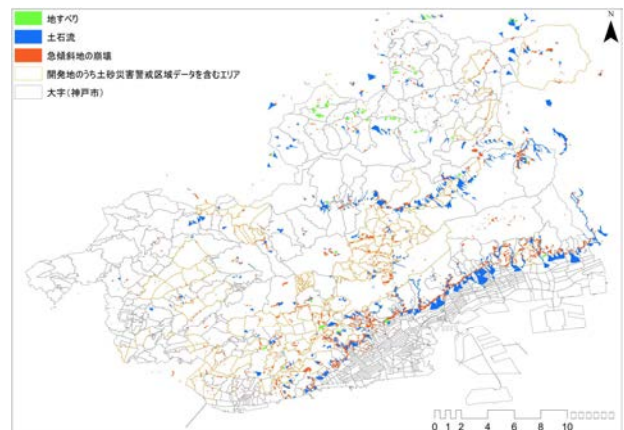 地すべり
土石流
急傾斜地の崩壊
開発地のうち土砂災害警戒区域データを含むエリア
大字(神戸市)
N
0 1 2 4 6 8 10